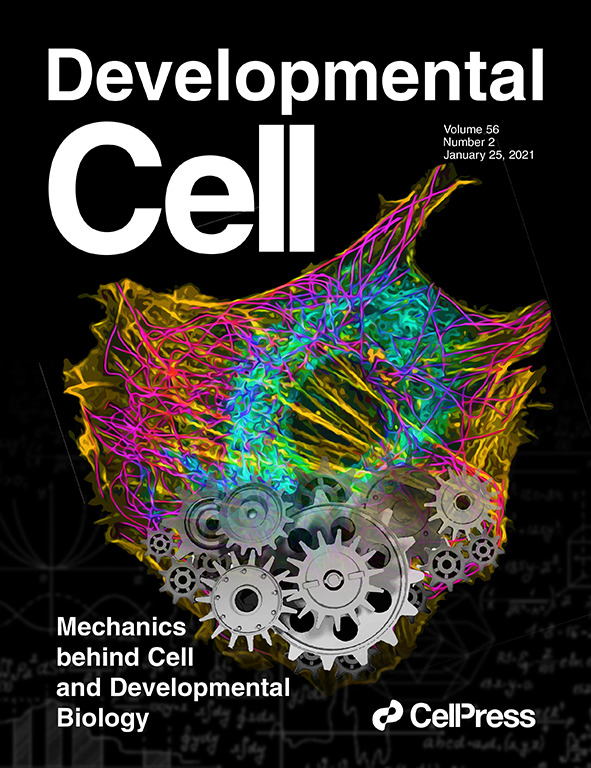 Developmental
Cell
Volume 56
Number 2
January 25, 2021
Mechanics
behind Cell
and Developmental
Biology
CellPress